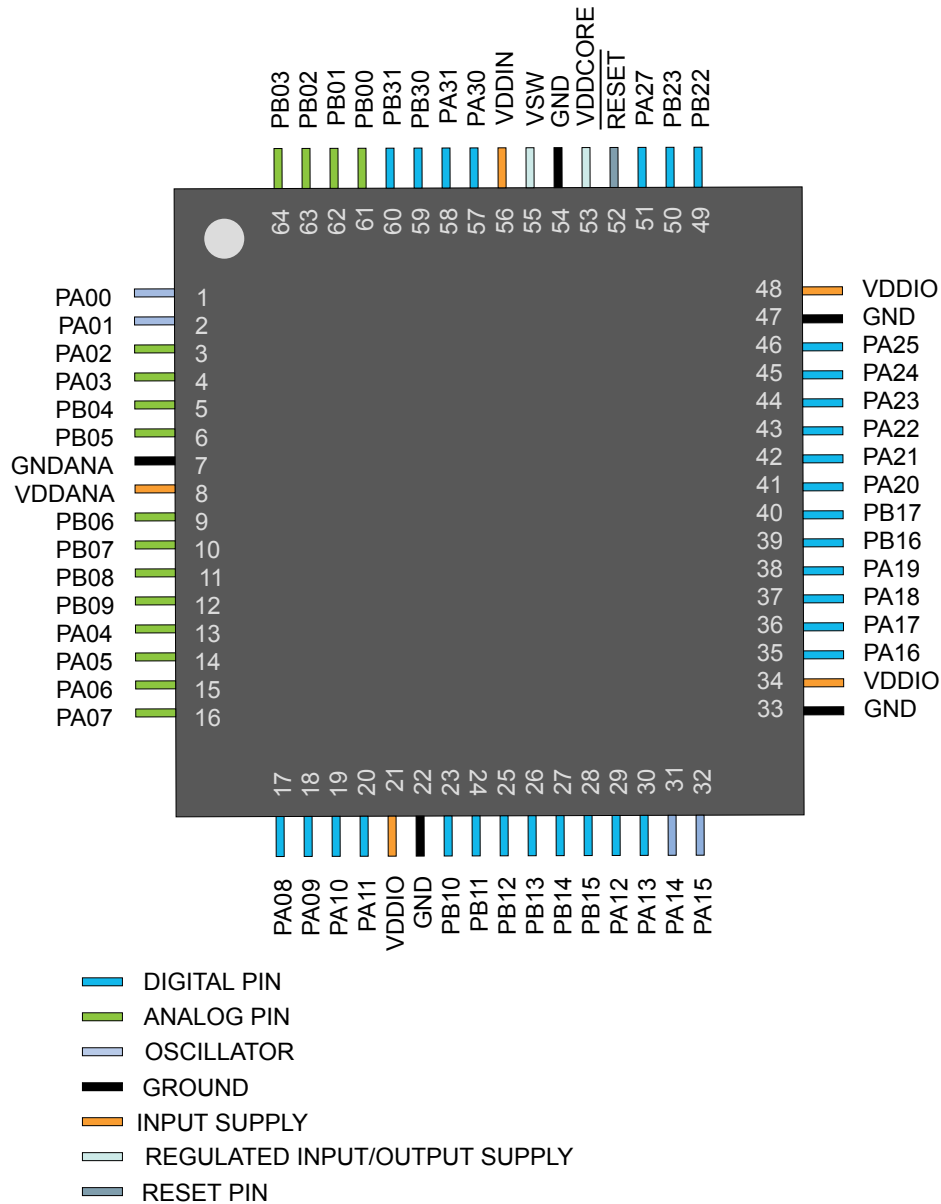 PB03
PB02
PB01
PB00
PB31
PB30
PA31
PA30
VDDIN
VSW
GND
VDDCORE
RESET
PA27
PB23
PB22
64
63
62
61
60
59
58
57
56
55
54
53
52
51
50
49
PA00 1
PA01 2
PA02 3
PA03 4
PB04 5
PB05 6
GNDANA 7
VDDANA 8
PB06 9
PB07 10
PB08 11
PB09 12
PA04 13
PA05 14
PA06 15
PA07 16
48 VDDIO
47 GND
46 PA25
45 PA24
44 PA23
43 PA22
42 PA21
41 PA20
40 PB17
39 PB16
38 PA19
37 PA18
36 PA17
35 PA16
34 VDDIO
33 GND
17
18
19
20
21
22
23
24
25
26
27
28
29
30
31
32
PA08
PA09
PA10
PA11
VDDIO
GND
PB10
PB11
PB12
PB13
PB14
PB15
PA12
PA13
PA14
PA15
DIGITAL PIN
ANALOG PIN
OSCILLATOR
GROUND
INPUT SUPPLY
REGULATED INPUT/OUTPUT SUPPLY
RESET PIN